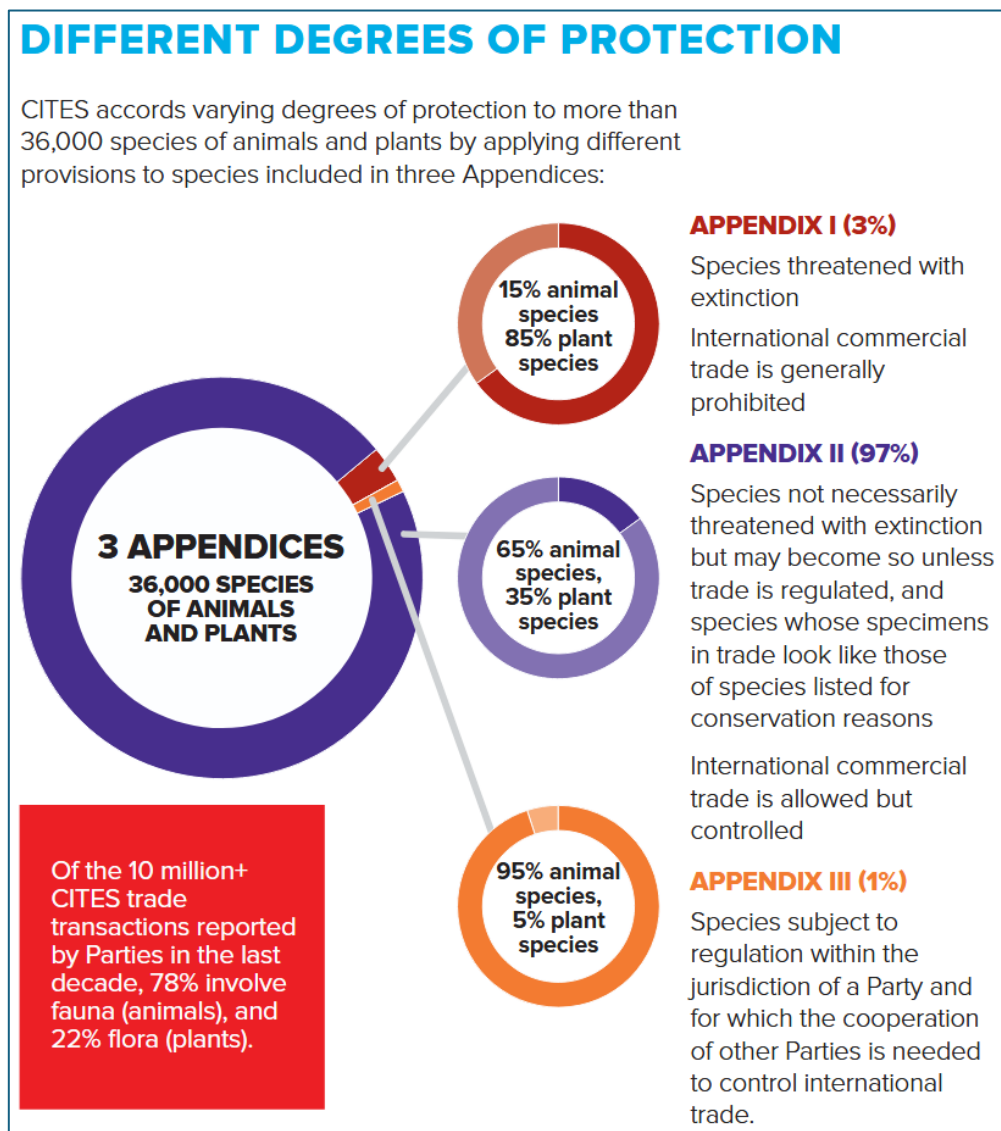 DIFFERENT DEGREES OF PROTECTION
CITES accords varying degrees of protection to more than
36,000 species of animals and plants by applying different
provisions to species included in three Appendices:
3 APPENDICES
36,000 SPECIES
OF ANIMALS
AND PLANTS
15% animal
species
85% plant
species
APPENDIX I (3%)
Species threatened with
extinction
International commercial
trade is generally
prohibited
65% animal
species,
35% plant
species
APPENDIX II (97%)
Species not necessarily
threatened with extinction
but may become so unless
trade is regulated, and
species whose specimens
in trade look like those
of species listed for
conservation reasons
International commercial
trade is allowed but
controlled
95% animal
species,
5% plant
species
APPENDIX III (1%)
Species subject to
regulation within the
jurisdiction of a Party and
for which the cooperation
of other Parties is needed
to control international
trade.
Of the 10 million+
CITES trade
transactions reported
by Parties in the last
decade, 78% involve
fauna (animals), and
22% flora (plants).